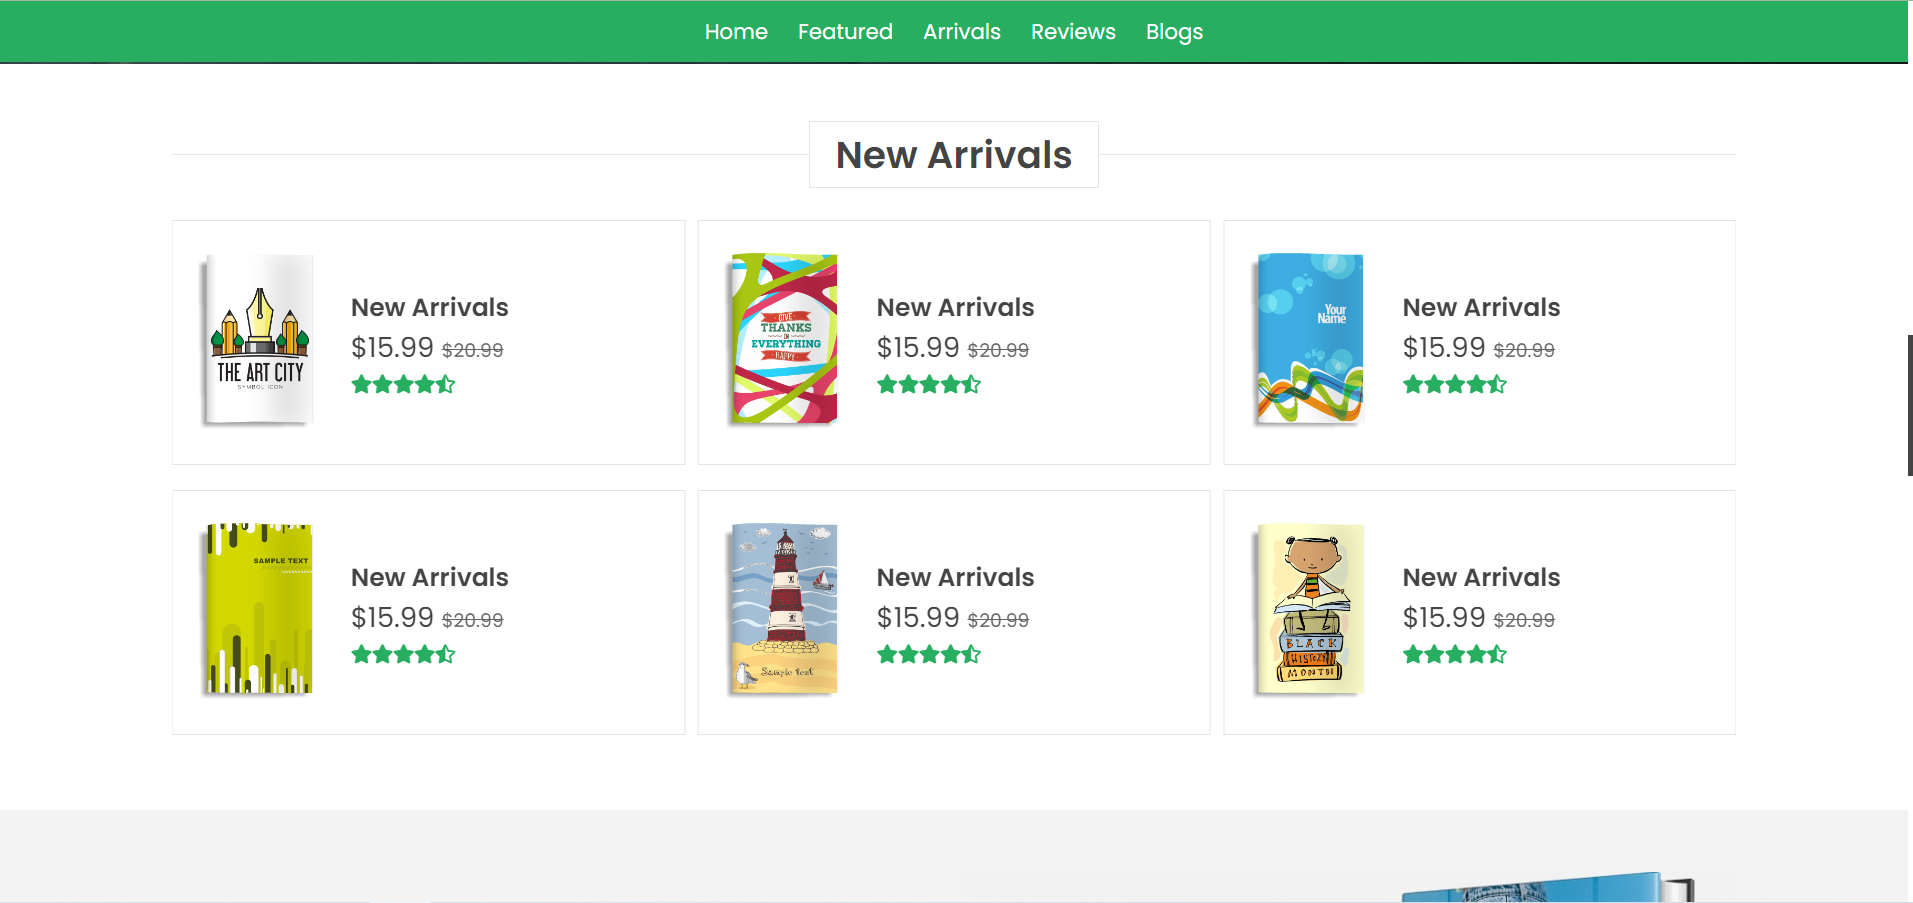 Home Featured Arrivals Reviews Blogs
New Arrivals
THE ART CITY
SYMBOL ICON
New Arrivals
$15.99 $20.99
GIVE
THANKS
IN
EVERYTHING
HAPPY
New Arrivals
$15.99 $20.99
Your
Name
New Arrivals
$15.99 $20.99
SAMPLE TEXT
New Arrivals
$15.99 $20.99
Sample text
New Arrivals
$15.99 $20.99
BLACK
HISTORY
MONTH
New Arrivals
$15.99 $20.99